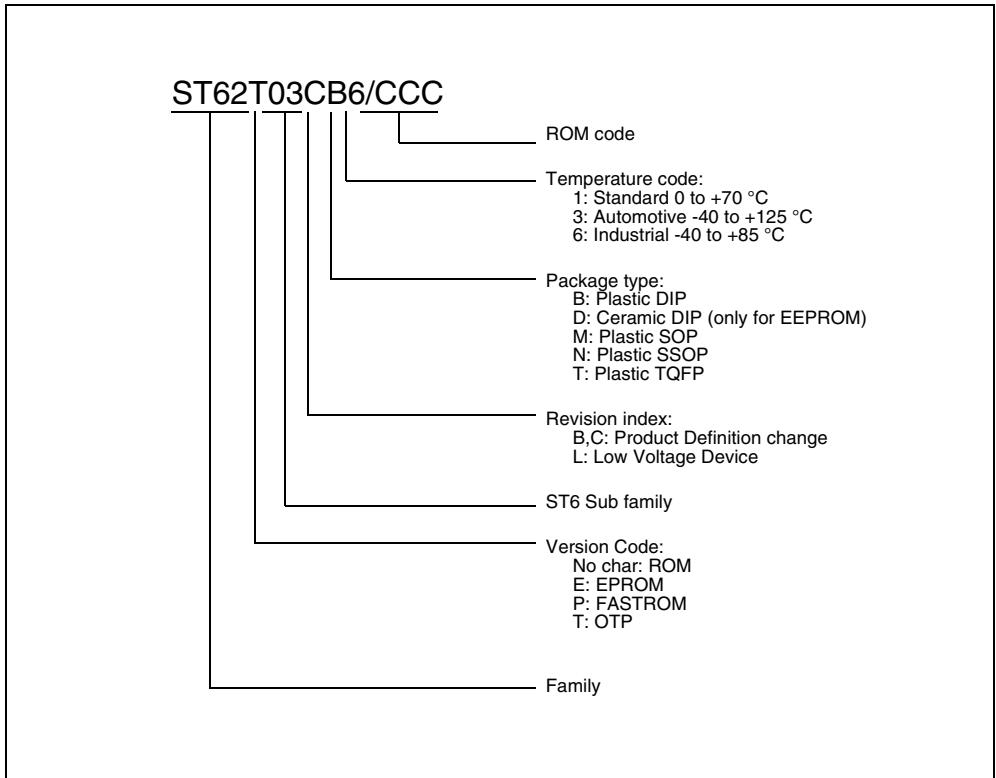 ST62T03CB6/CCC
ROM code
Temperature code:
1: Standard 0 to +70 °C
3: Automotive -40 to +125 °C
6: Industrial -40 to +85 °C
Package type:
B: Plastic DIP
D: Ceramic DIP (only for EEPROM)
M: Plastic SOP
N: Plastic SSOP
T: Plastic TQFP
Revision index:
B,C: Product Definition change
L: Low Voltage Device
ST6 Sub family
Version Code:
No char: ROM
E: EPROM
P: FASTROM
T: OTP
Family